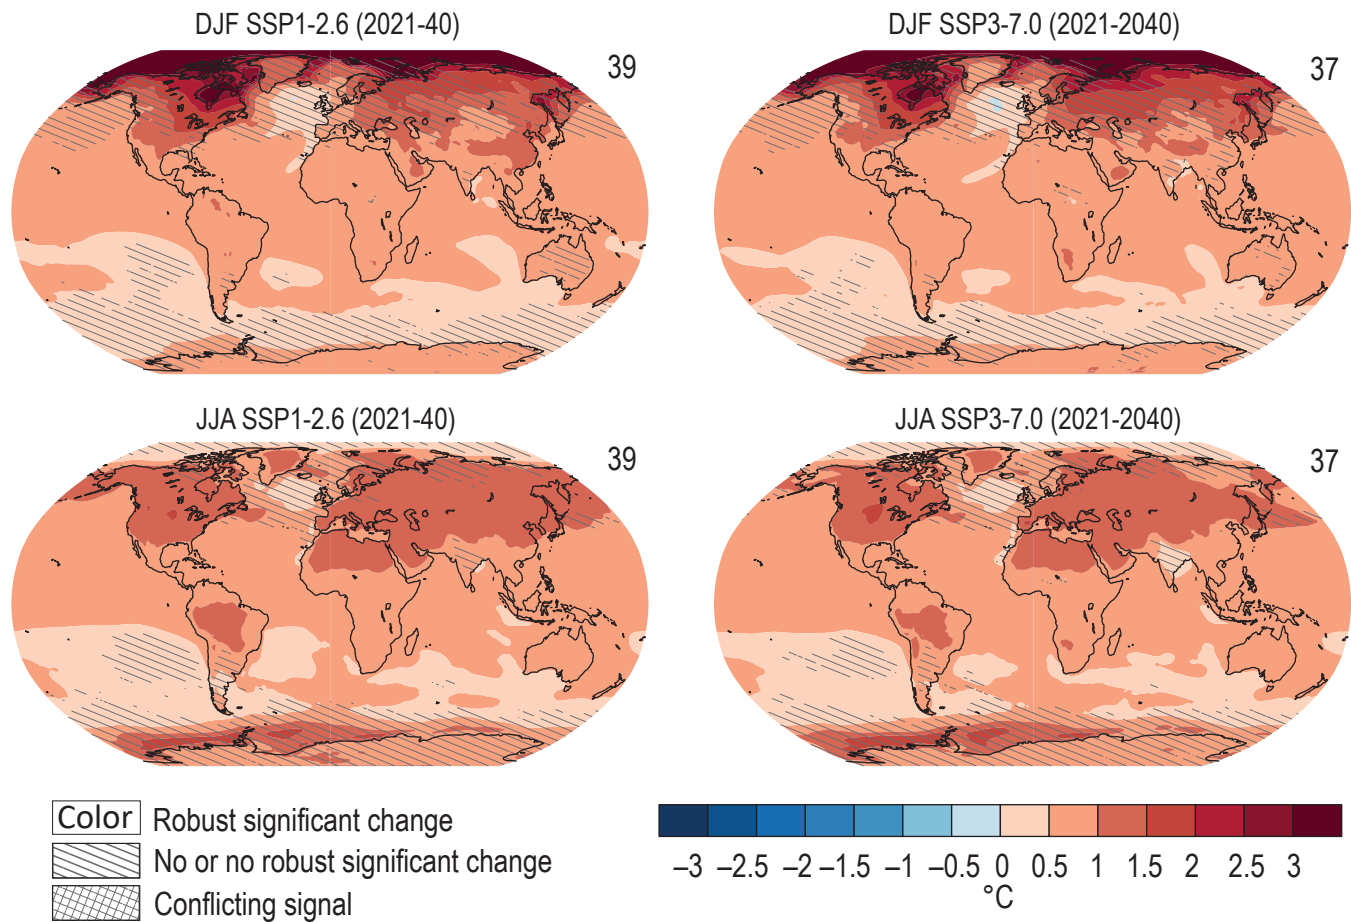 DJF SSP1-2.6 (2021-40)
39
DJF SSP3-7.0 (2021-2040)
37
JJA SSP1-2.6 (2021-40)
39
JJA SSP3-7.0 (2021-2040)
37
Color Robust significant change
No or no robust significant change
Conflicting signal
–3 –2.5 –2 –1.5 –1 –0.5 0 0.5 1 1.5 2 2.5 3
°C